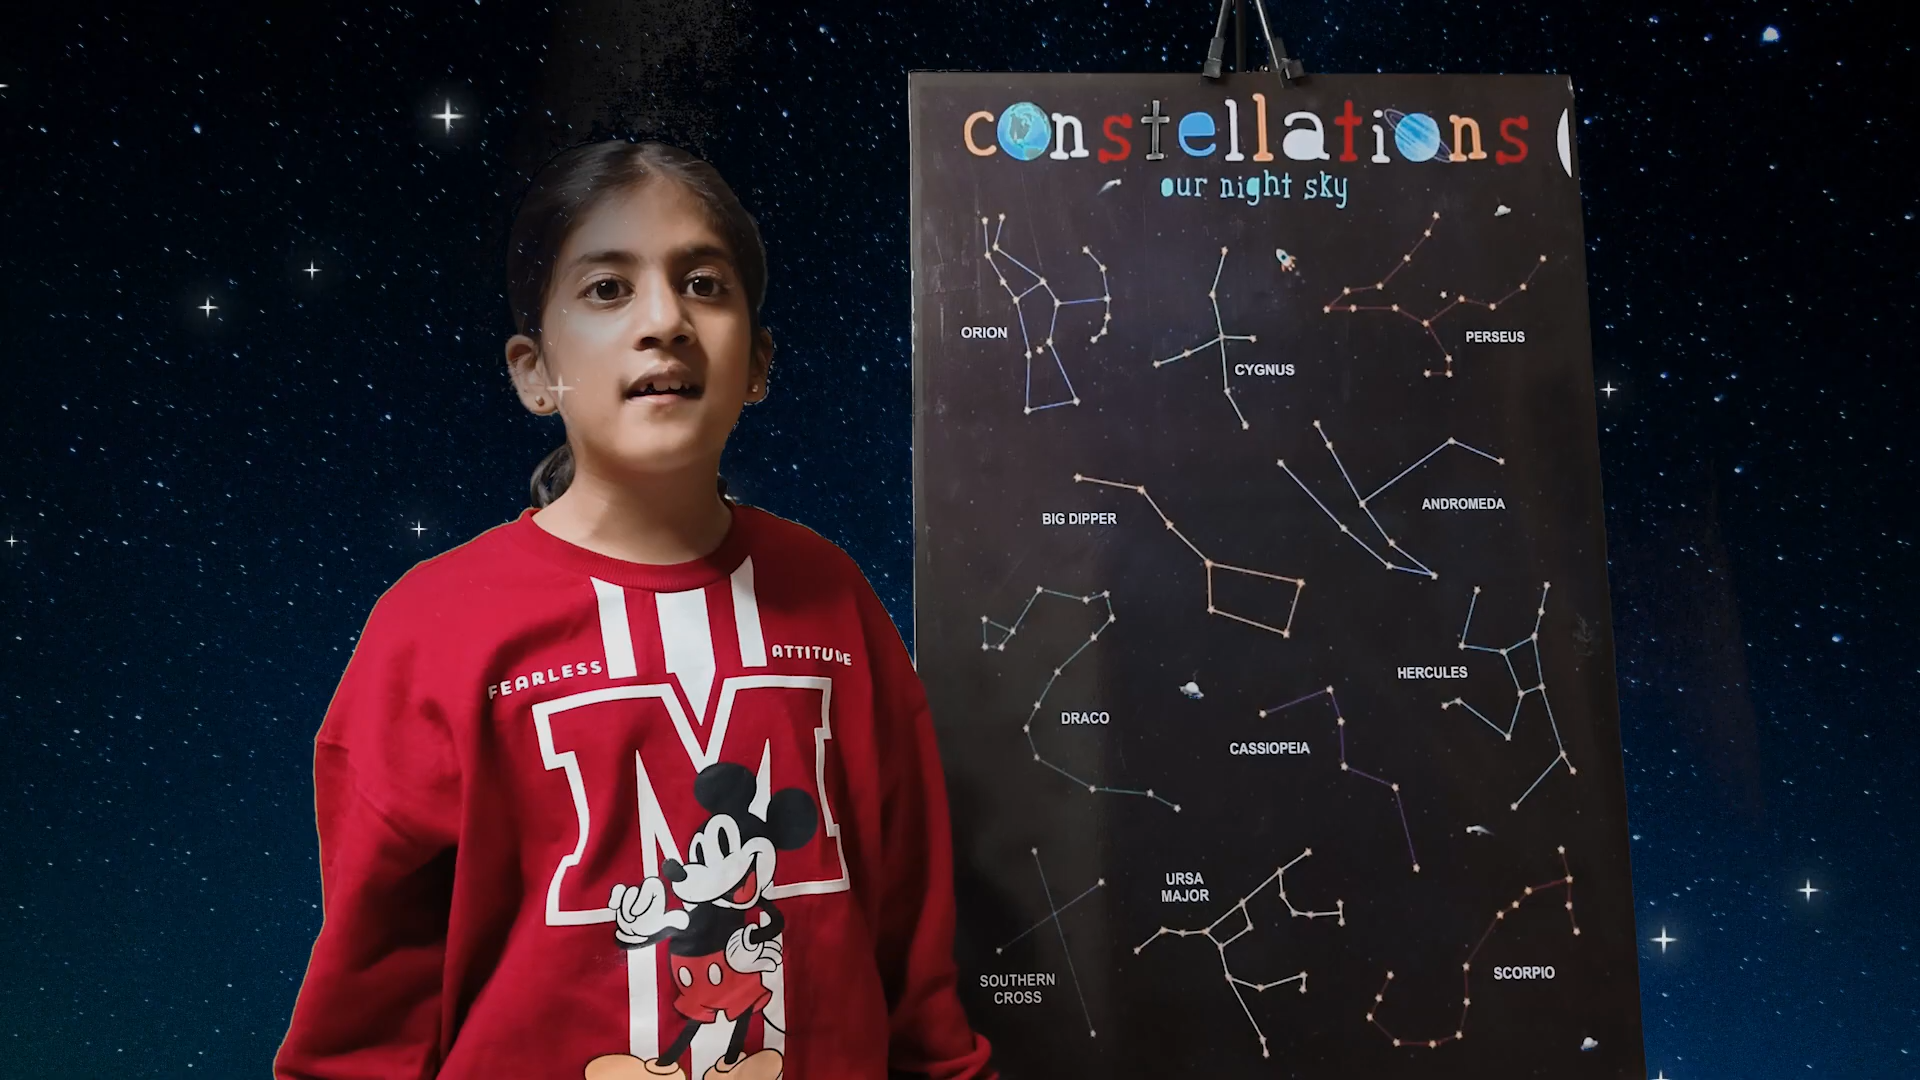 constellations
our night sky
ORION
CYGNUS
PERSEUS
BIG DIPPER
ANDROMEDA
DRACO
HERCULES
CASSIOPEIA
URSA
MAJOR
SOUTHERN
CROSS
SCORPIO
FEARLESS
ATTITUDE
M